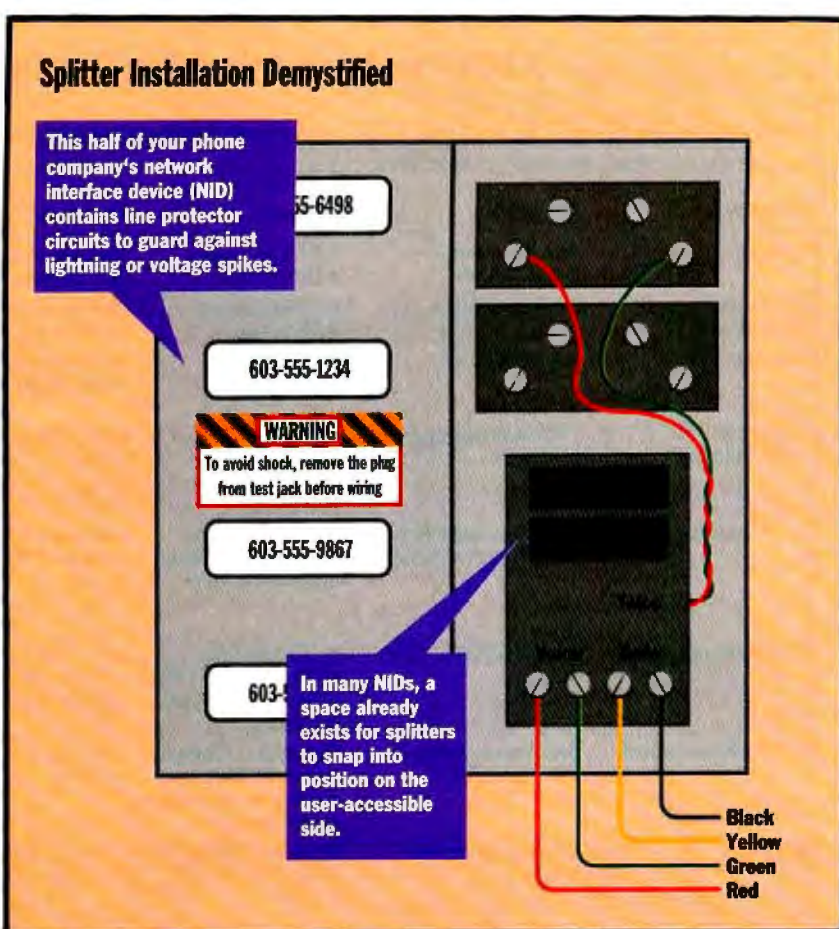 Splitter Installation Demystified
This half of your phone
company's network
interface device (NID)
contains line protector
circuits to guard against
lightning or voltage spikes.
55-6498
603-555-1234
WARNING
To avoid shock, remove the plug
from test jack before wiring
603-555-9867
603-
In many NIDs, a
space already
exists for splitters
to snap into
position on the
user-accessible
side.
Black
Yellow
Green
Red